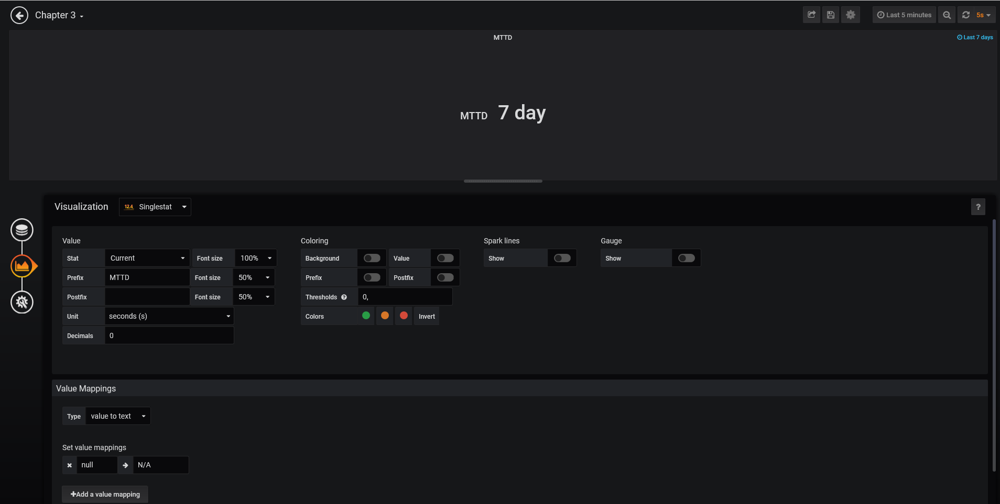 Chapter 3
Last 5 minutes
5s
MTTD
Last 7 days
MTTD 7 day
Visualization
12.4 Singlestat
?
Value
Coloring
Spark lines
Gauge
Stat Current Font size 100%
Background Value
Show
Show
Prefix MTTD Font size 50%
Prefix Postfix
Postfix Font size 50%
Thresholds ? 0,
Unit seconds (s)
Colors Invert
Decimals 0
Value Mappings
Type value to text
Set value mappings
null N/A
Add a value mapping